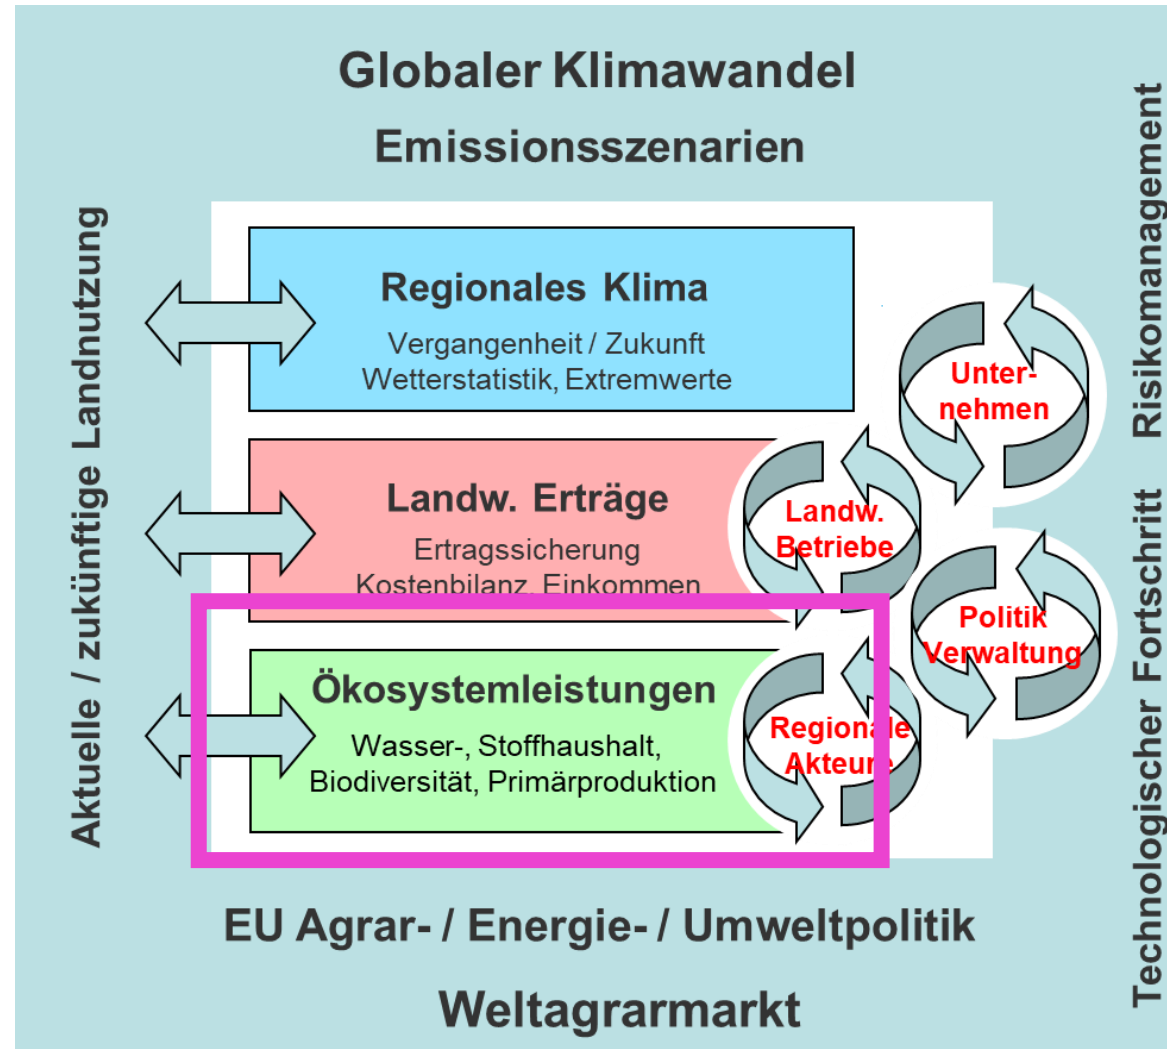 Globaler Klimawandel
Emissionsszenarien
Aktuelle / zukünftige Landnutzung
Regionales Klima
Vergangenheit / Zukunft
Wetterstatistik, Extremwerte
Landw. Erträge
Ertragssicherung
Kostenbilanz, Einkommen
Ökosystemleistungen
Wasser-, Stoffhaushalt,
Biodiversität, Primärproduktion
Unter-
nehmen
Landw.
Betriebe
Politik
Verwaltung
Regionale
Akteure
Technologischer Fortschritt Risikomanagement
EU Agrar- / Energie- / Umweltpolitik
Weltagrarmarkt